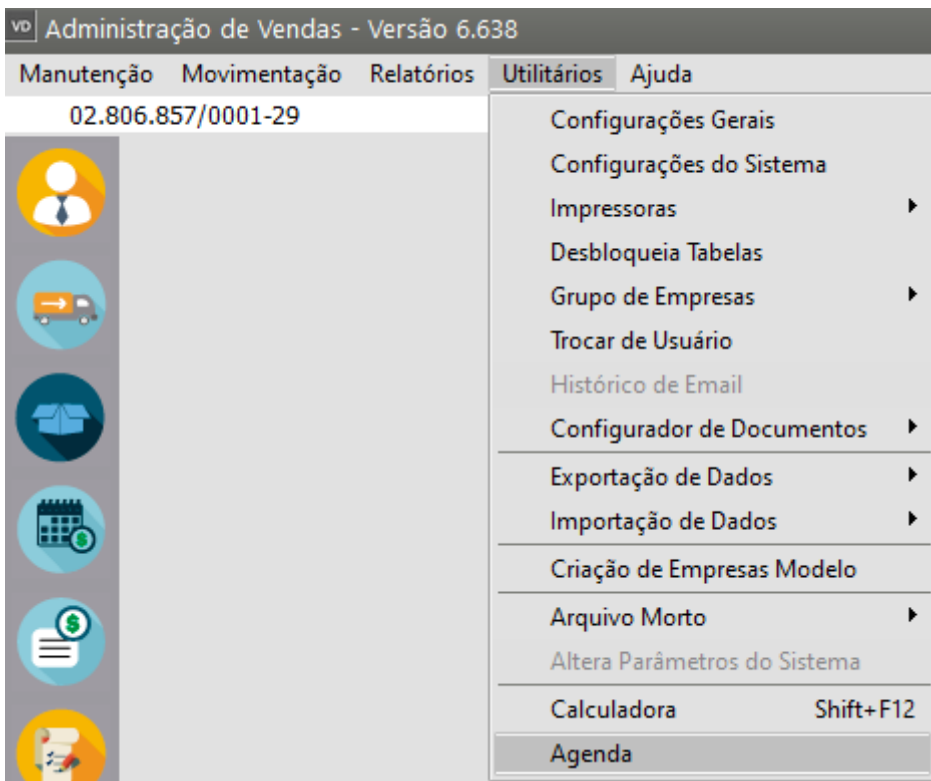 VD Administração de Vendas - Versão 6.638
Manutenção Movimentação Relatórios Utilitários Ajuda
02.806.857/0001-29
Configurações Gerais
Configurações do Sistema
Impressoras
Desbloqueia Tabelas
Grupo de Empresas
Trocar de Usuário
Histórico de Email
Configurador de Documentos
Exportação de Dados
Importação de Dados
Criação de Empresas Modelo
Arquivo Morto
Altera Parâmetros do Sistema
Calculadora Shift+F12
Agenda